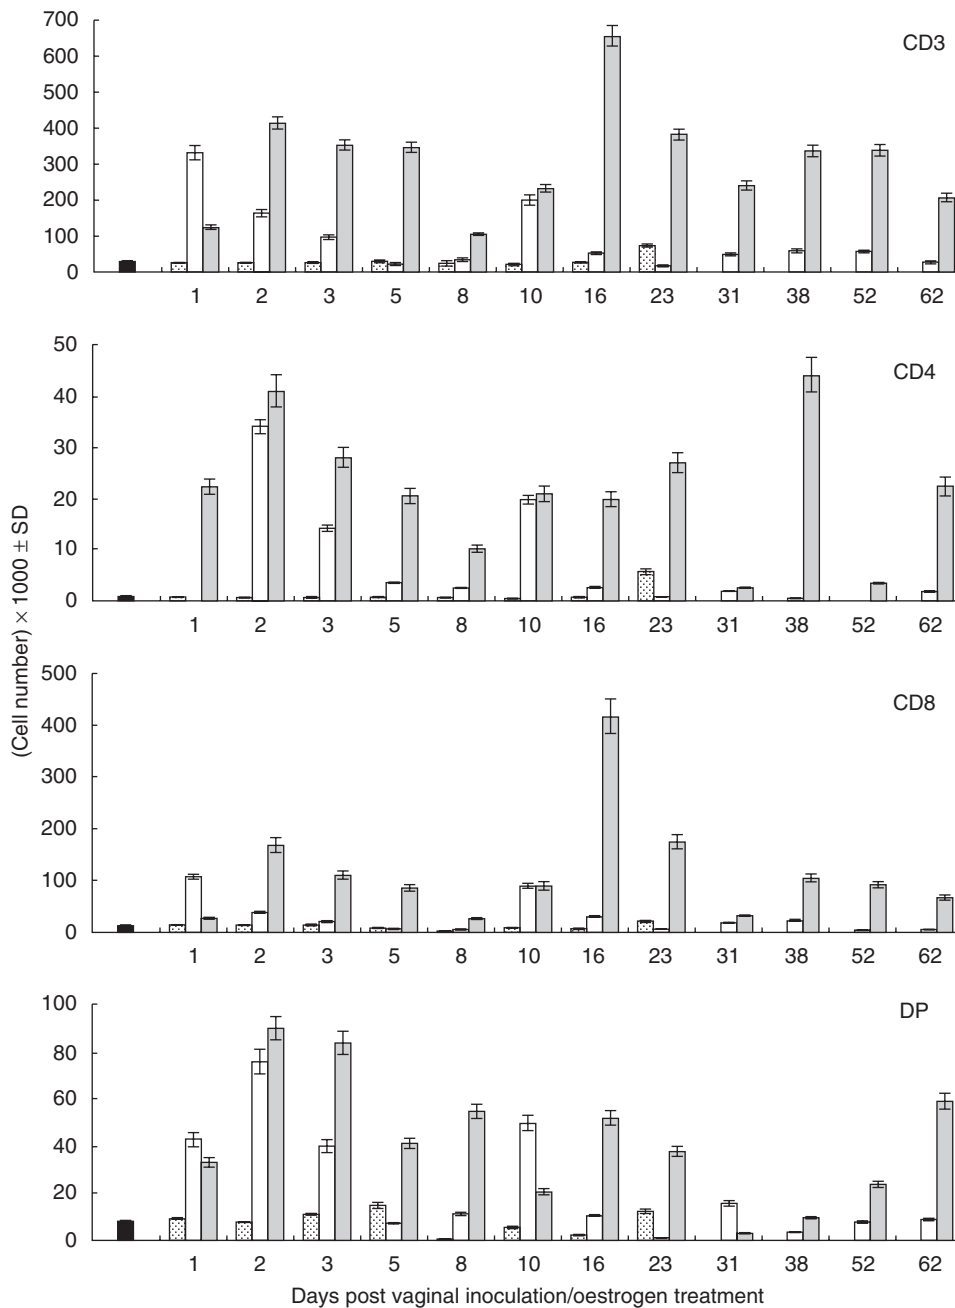 700
600
500
400
300
200
100
0
CD3
1 2 3 5 8 10 16 23 31 38 52 62
50
40
30
20
10
0
CD4
1 2 3 5 8 10 16 23 31 38 52 62
(Cell number) × 1000 ± SD
500
400
300
200
100
0
CD8
1 2 3 5 8 10 16 23 31 38 52 62
100
80
60
40
20
0
DP
1 2 3 5 8 10 16 23 31 38 52 62
Days post vaginal inoculation/oestrogen treatment